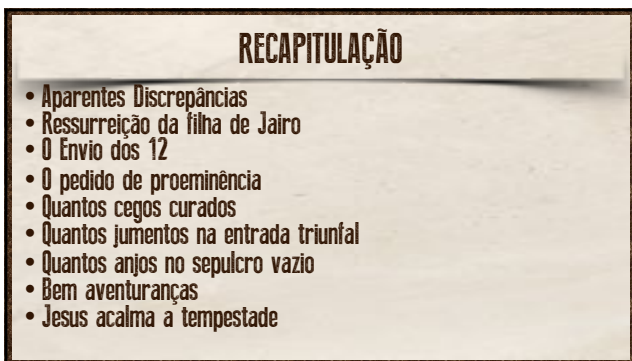 RECAPITULAÇÃO
• Aparentes Discrepâncias
• Ressurreição da filha de Jairo
• O Envio dos 12
• O pedido de proeminência
• Quantos cegos curados
• Quantos jumentos na entrada triunfal
• Quantos anjos no sepulcro vazio
• Bem aventuranças
• Jesus acalma a tempestade